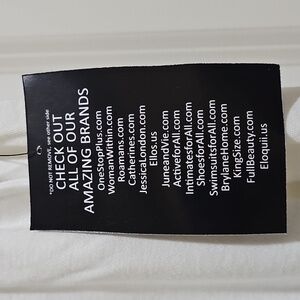 *DO NOT REMOVE, see other side
CHECK OUT
ALL OF OUR
AMAZING BRANDS
OneStopPlus.com
WomanWithin.com
Roamans.com
Catherines.com
JessicaLondon.com
Ellos.us
JuneandVie.com
ActiveforAll.com
IntimatesforAll.com
ShoesforAll.com
SwimsuitsforAll.com
BrylaneHome.com
KingSize.com
FullBeauty.com
Eloquii.us